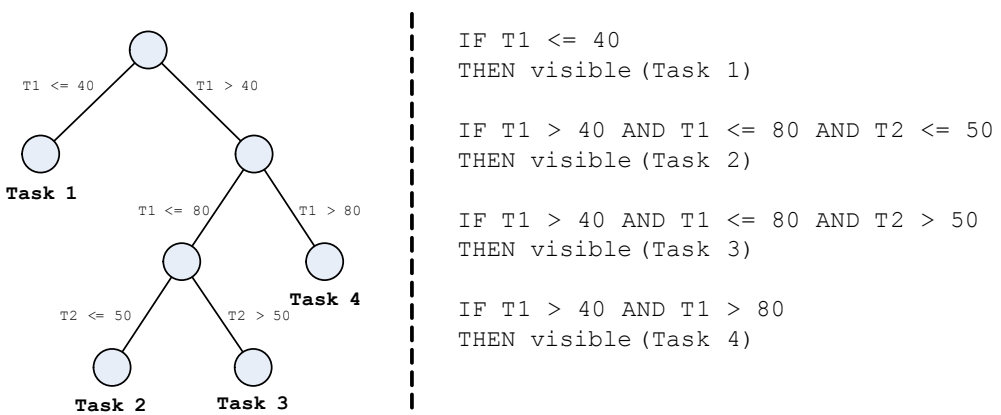 T1 <= 40
T1 > 40
Task 1
T1 <= 80
T1 > 80
Task 4
T2 <= 50
T2 > 50
Task 2
Task 3
IF T1 <= 40
THEN visible (Task 1)
IF T1 > 40 AND T1 <= 80 AND T2 <= 50
THEN visible (Task 2)
IF T1 > 40 AND T1 <= 80 AND T2 > 50
THEN visible (Task 3)
IF T1 > 40 AND T1 > 80
THEN visible (Task 4)